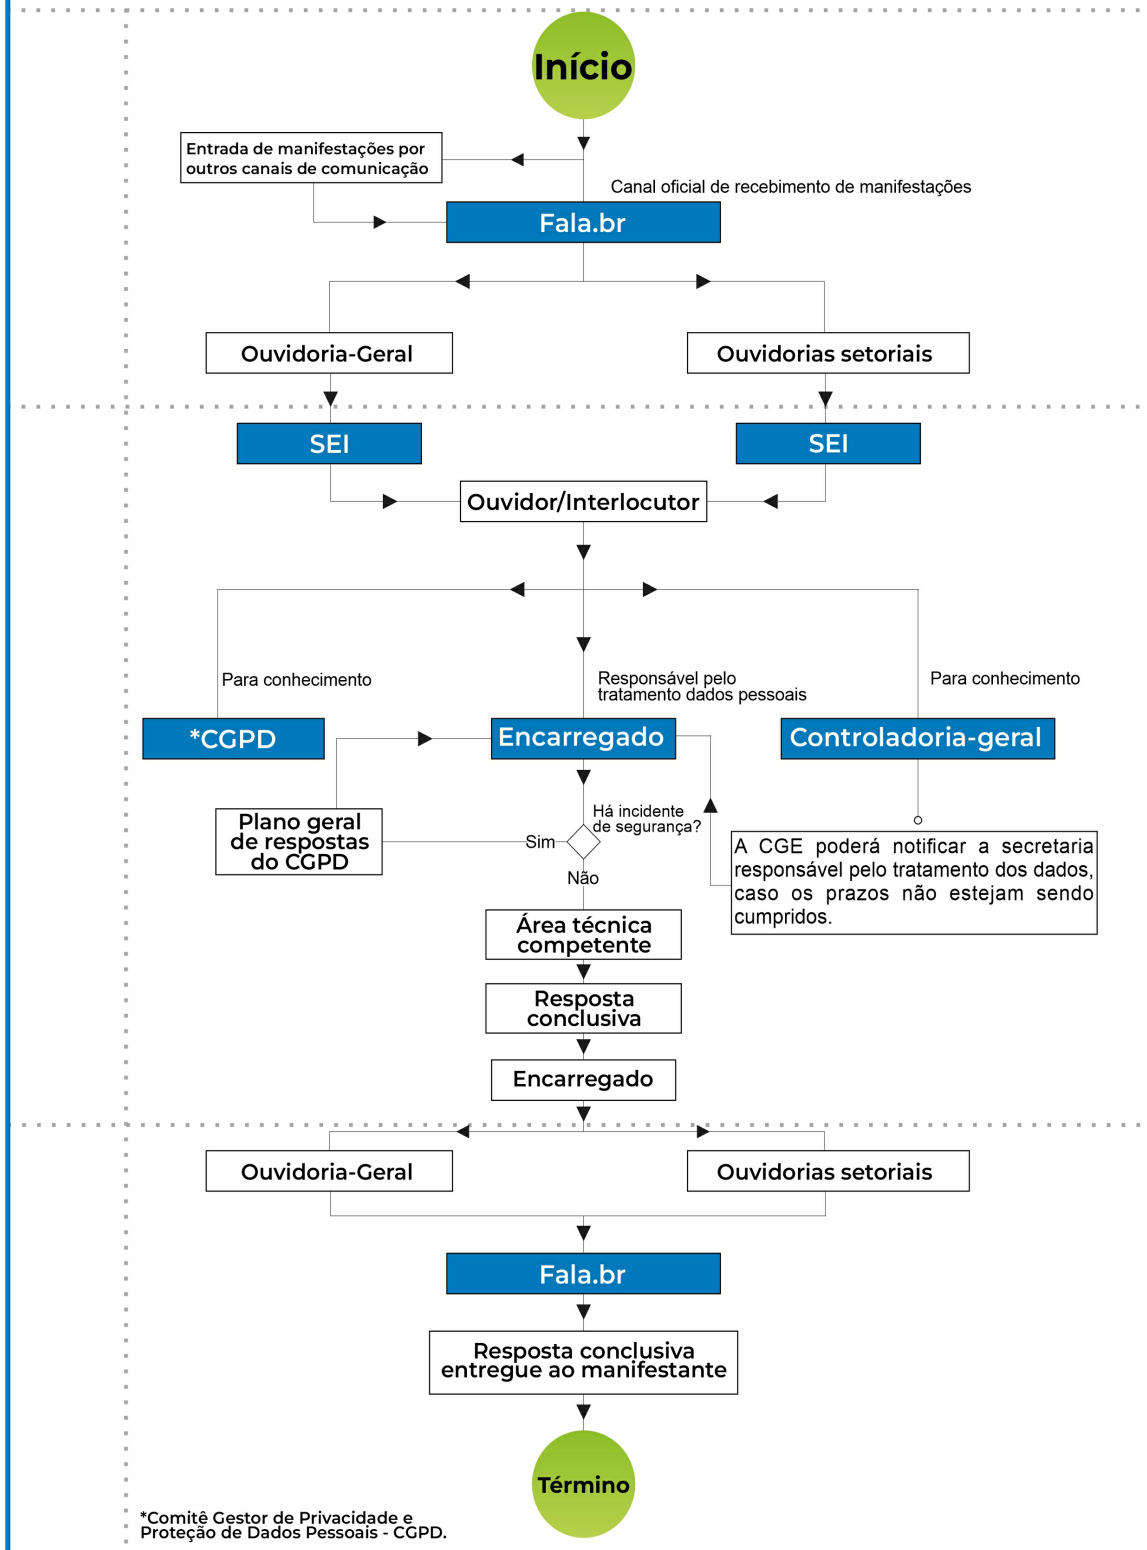 Início
Entrada de manifestações por
outros canais de comunicação
Canal oficial de recebimento de manifestações
Fala.br
Ouvidoria-Geral
Ouvidorias setoriais
SEI
SEI
Ouvidor/Interlocutor
Para conhecimento
Responsável pelo
tratamento dados pessoais
Para conhecimento
*CGPD
Encarregado
Controladoria-geral
Plano geral
de respostas
do CGPD
Sim
Há incidente
de segurança?
Não
A CGE poderá notificar a secretaria
responsável pelo tratamento dos dados,
caso os prazos não estejam sendo
cumpridos.
Área técnica
competente
Resposta
conclusiva
Encarregado
Ouvidoria-Geral
Ouvidorias setoriais
Fala.br
Resposta conclusiva
entregue ao manifestante
Término
*Comitê Gestor de Privacidade e
Proteção de Dados Pessoais - CGPD.